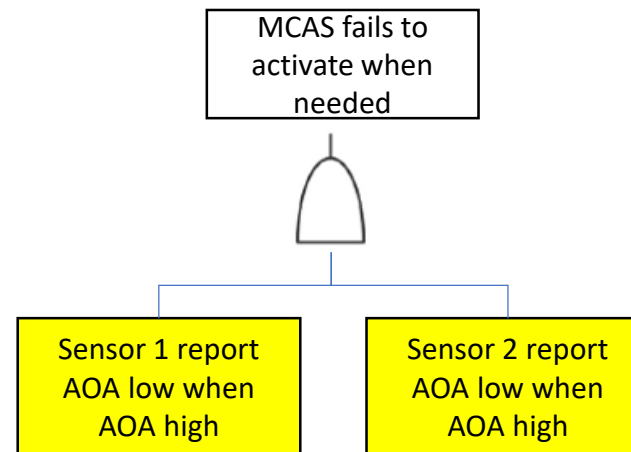 MCAS fails to
activate when
needed
Sensor 1 report
AOA low when
AOA high
Sensor 2 report
AOA low when
AOA high